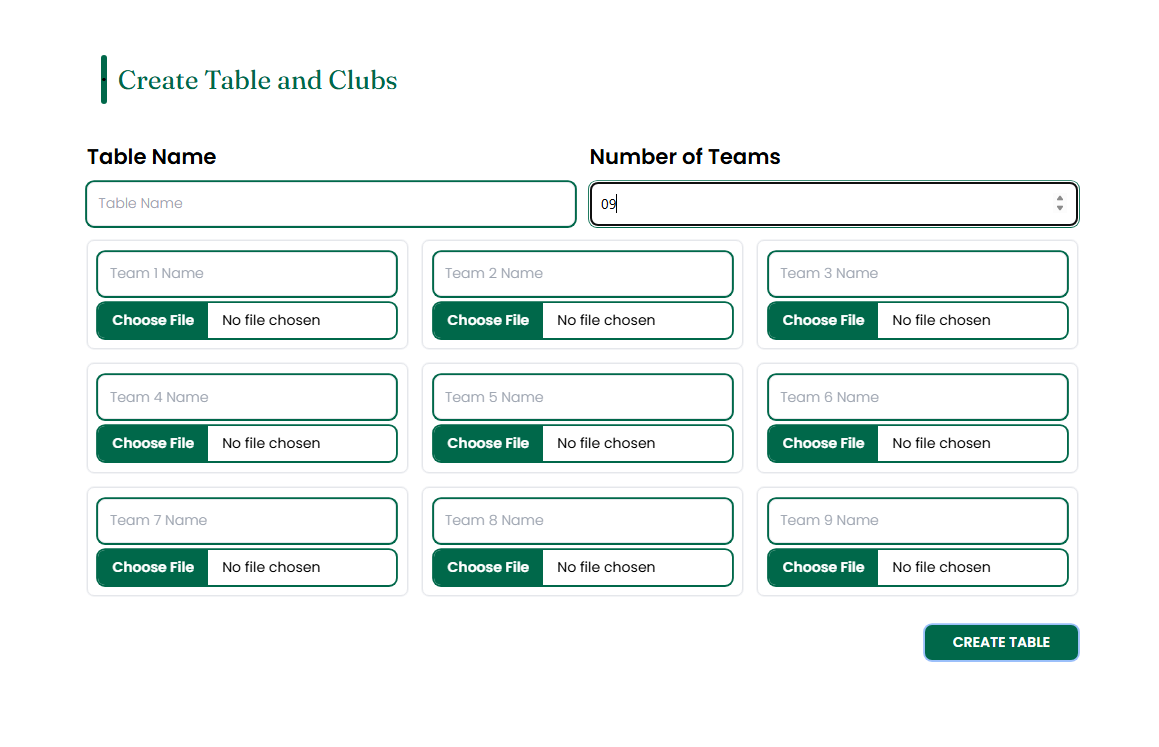 Create Table and Clubs
Table Name Number of Teams
Table Name 09
Team 1 Name Team 2 Name Team 3 Name
Choose File No file chosen Choose File No file chosen Choose File No file chosen
Team 4 Name Team 5 Name Team 6 Name
Choose File No file chosen Choose File No file chosen Choose File No file chosen
Team 7 Name Team 8 Name Team 9 Name
Choose File No file chosen Choose File No file chosen Choose File No file chosen
CREATE TABLE